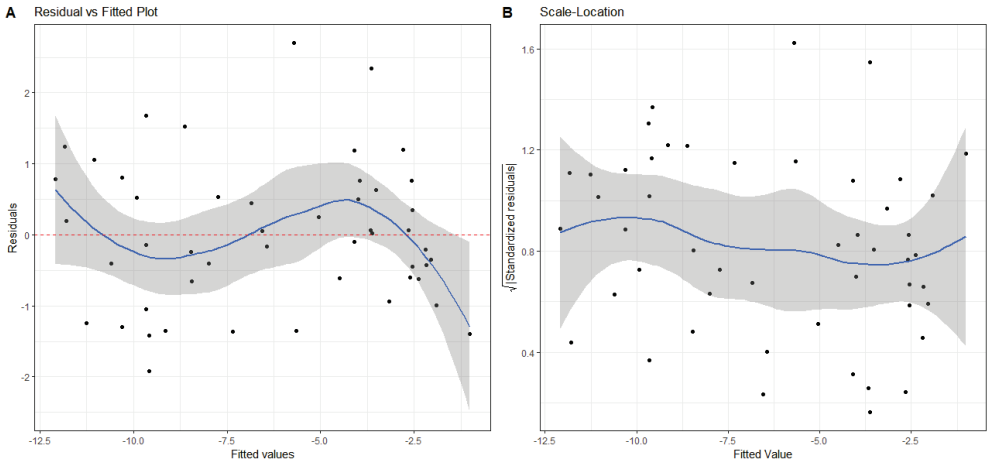 A Residual vs Fitted Plot
Residuals
2
1
0
-1
-2
-12.5 -10.0 -7.5 -5.0 -2.5
Fitted values
B Scale-Location
√|Standardized residuals|
1.6
1.2
0.8
0.4
-12.5 -10.0 -7.5 -5.0 -2.5
Fitted Value